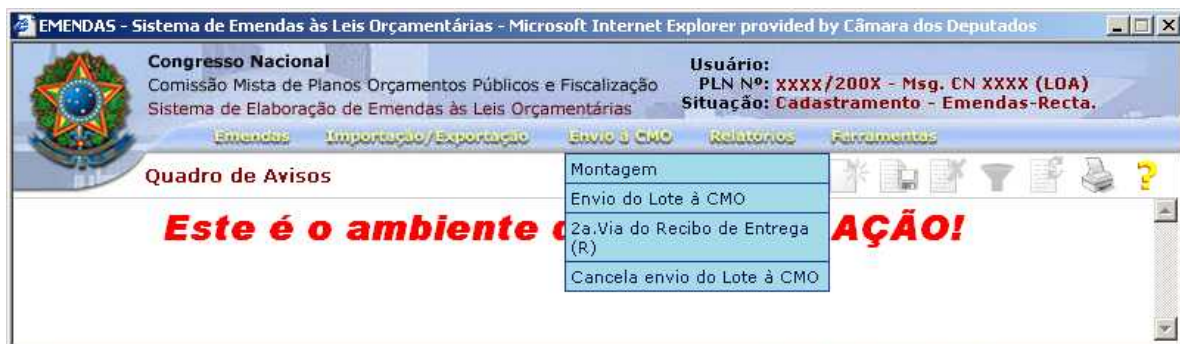 EMENDAS - Sistema de Emendas às Leis Orçamentárias - Microsoft Internet Explorer provided by Câmara dos Deputados
Congresso Nacional
Comissão Mista de Planos Orçamentos Públicos e Fiscalização
Sistema de Elaboração de Emendas às Leis Orçamentárias
Usuário:
PLN Nº: XXXX/200X - Msg. CN XXXX (LOA)
Situação: Cadastramento - Emendas-Recta.
Emendas Importação/Exportação Envio à CMO Relatórios Ferramentas
Quadro de Avisos
Montagem
Envio do Lote à CMO
2a.Via do Recibo de Entrega
(R)
Cancela envio do Lote à CMO
Este é o ambiente AÇÃO!